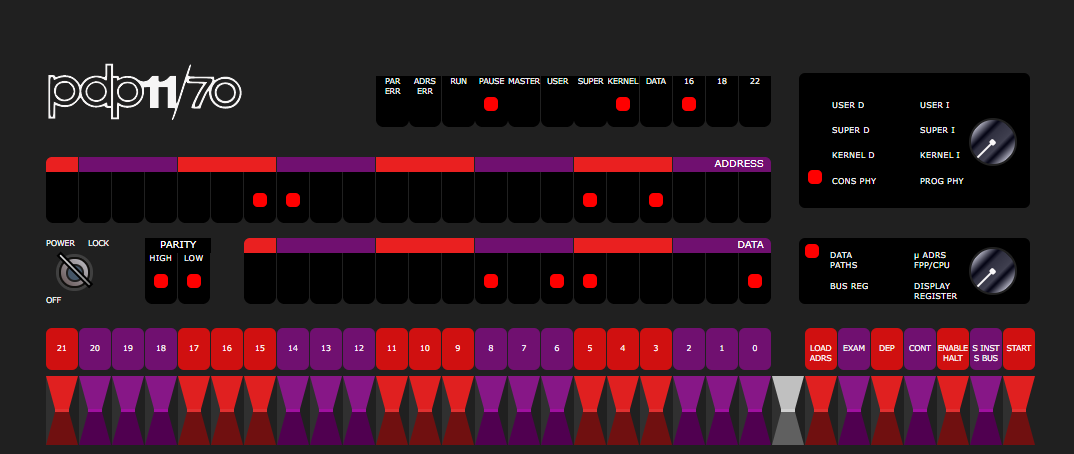 pdp11/70
PAR ERR
ADRS ERR
RUN
PAUSE
MASTER
USER
SUPER
KERNEL
DATA
16
18
22
USER D
USER I
SUPER D
SUPER I
KERNEL D
KERNEL I
CONS PHY
PROG PHY
ADDRESS
POWER
LOCK
OFF
PARITY
HIGH
LOW
DATA
DATA
PATHS
µ ADRS
FPP/CPU
BUS REG
DISPLAY
REGISTER
21
20
19
18
17
16
15
14
13
12
11
10
9
8
7
6
5
4
3
2
1
0
LOAD
ADRS
EXAM
DEP
CONT
ENABLE
HALT
S INST
S BUS
START